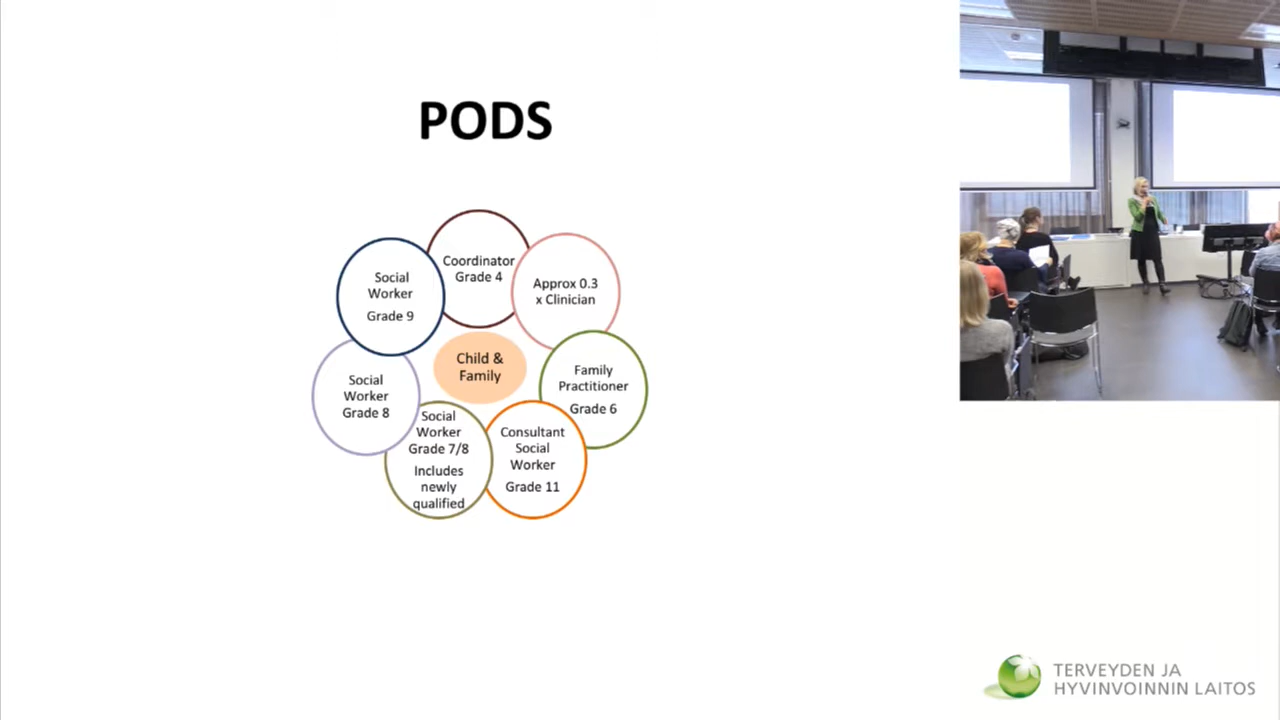 PODS
Coordinator
Grade 4
Approx 0.3
x Clinician
Family
Practitioner
Grade 6
Consultant
Social
Worker
Grade 11
Social
Worker
Grade 7/8
Includes
newly
qualified
Social
Worker
Grade 8
Social
Worker
Grade 9
Child &
Family
TERVEYDEN JA
HYVINVOINNIN LAITOS